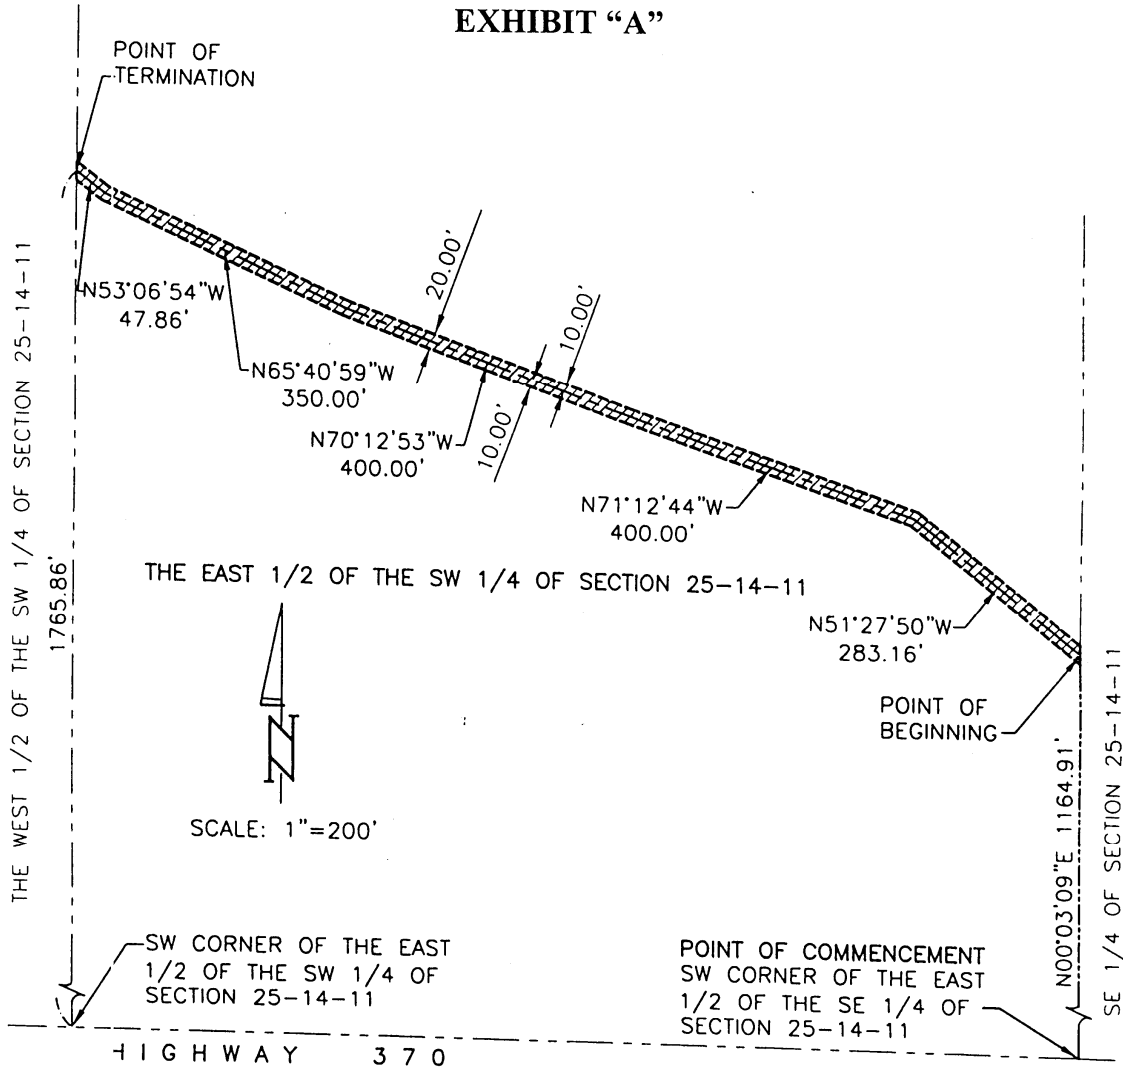 EXHIBIT “A”
POINT OF
TERMINATION
20.00'
10.00'
N53°06'54"W
47.86'
N65°40'59"W
350.00'
N70°12'53"W
400.00'
10.00'
N71°12'44"W
400.00'
THE WEST 1/2 OF THE SW 1/4 OF SECTION 25-14-11
1765.86'
THE EAST 1/2 OF THE SW 1/4 OF SECTION 25-14-11
N51°27'50"W
283.16'
POINT OF
BEGINNING
N00°03'09"E 1164.91'
SE 1/4 OF SECTION 25-14-11
N
SCALE: 1"=200'
SW CORNER OF THE EAST
1/2 OF THE SW 1/4 OF
SECTION 25-14-11
POINT OF COMMENCEMENT
SW CORNER OF THE EAST
1/2 OF THE SE 1/4 OF
SECTION 25-14-11
HIGHWAY 370